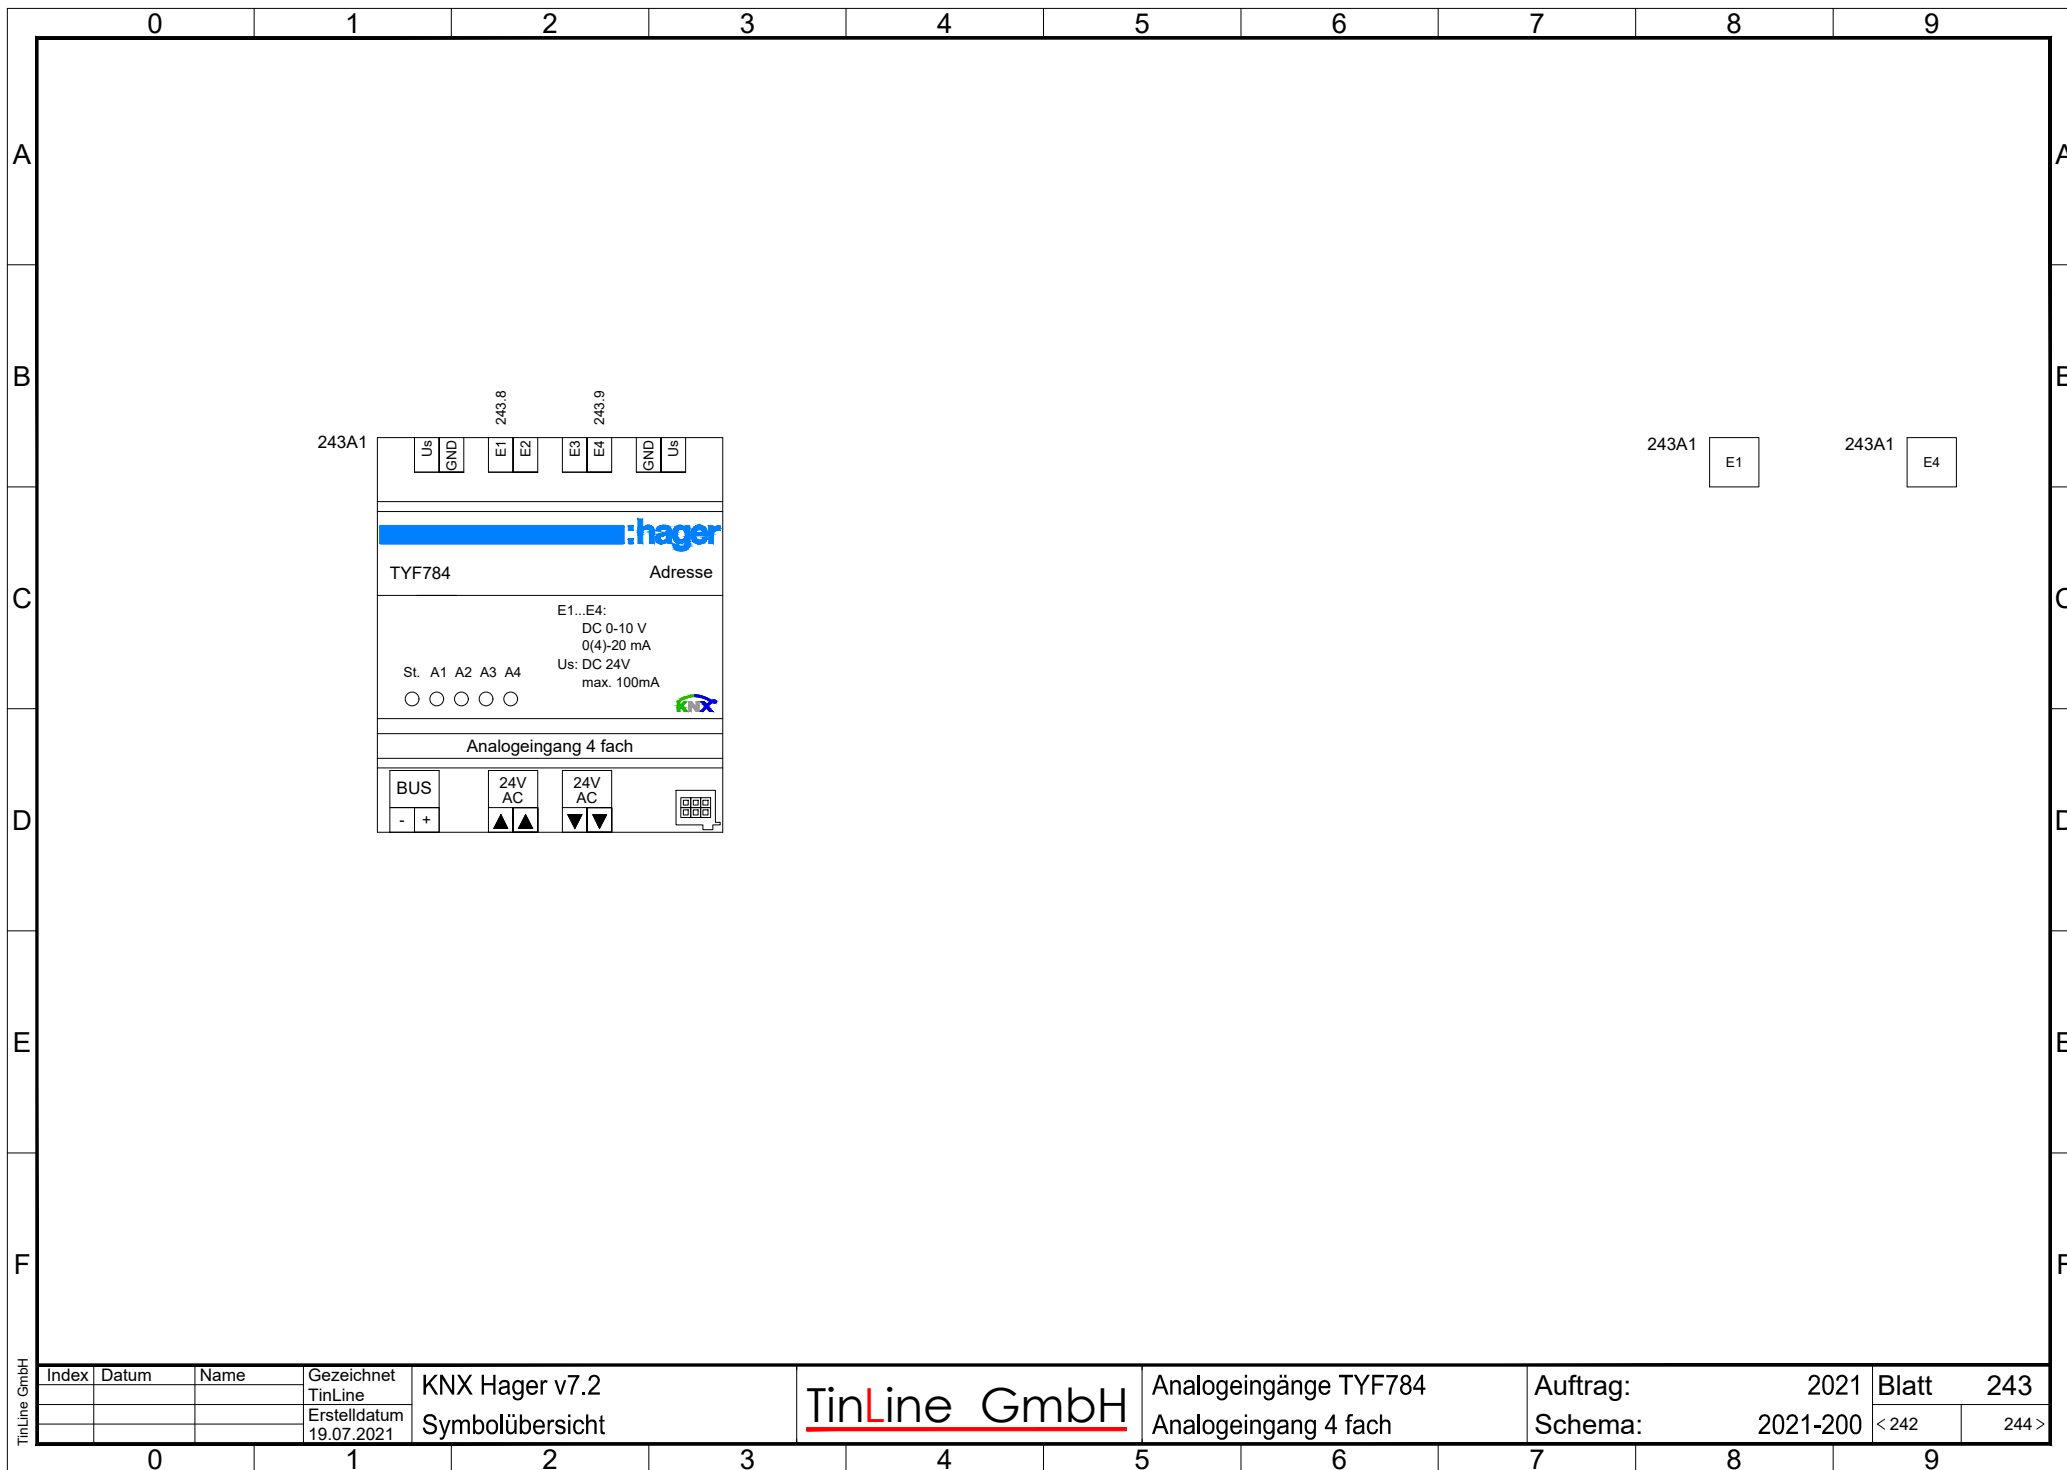 0 1 2 3 4 5 6 7 8 9
A A
B B
243.8 243.9
243A1 Us GND E1 E2 E3 E4 GND Us
243A1 E1 243A1 E4
:hager
TYF784 Adresse
C C
E1...E4:
DC 0-10 V
0(4)-20 mA
Us: DC 24V
max. 100mA
St. A1 A2 A3 A4
KNX
Analogeingang 4 fach
BUS 24V AC 24V AC
- +
D D
E E
F F
TinLine GmbH
Index Datum Name Gezeichnet
TinLine
Erstelldatum
19.07.2021
KNX Hager v7.2
Symbolübersicht
TinLine GmbH
Analogeingänge TYF784
Analogeingang 4 fach
Auftrag: 2021
Schema: 2021-200
Blatt 243
< 242 244 >
0 1 2 3 4 5 6 7 8 9